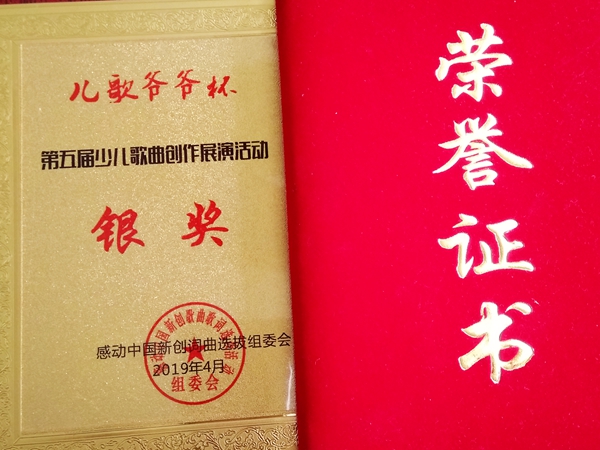 儿歌爷爷杯
第五届少儿歌曲创作展演活动
银奖
感动中国新创词曲选拔组委会
2019年4月
组委会
荣誉证书